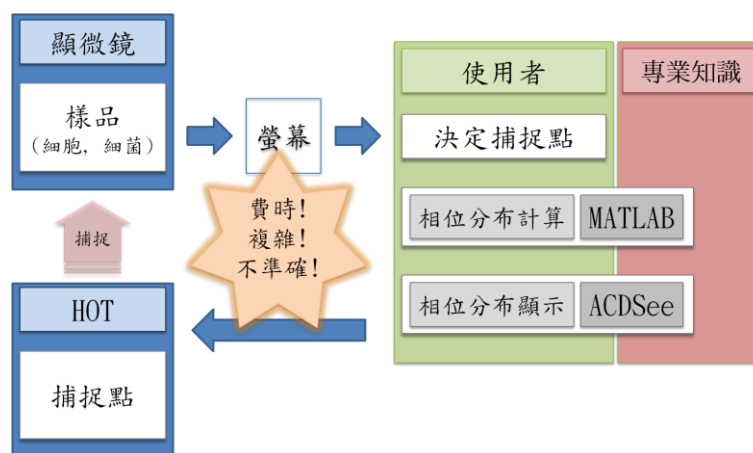 顯微鏡
樣品
(細胞, 細菌)
螢幕
使用者
專業知識
決定捕捉點
費時!
複雜!
不準確!
相位分布計算 MATLAB
捕捉
相位分布顯示 ACDSee
HOT
捕捉點